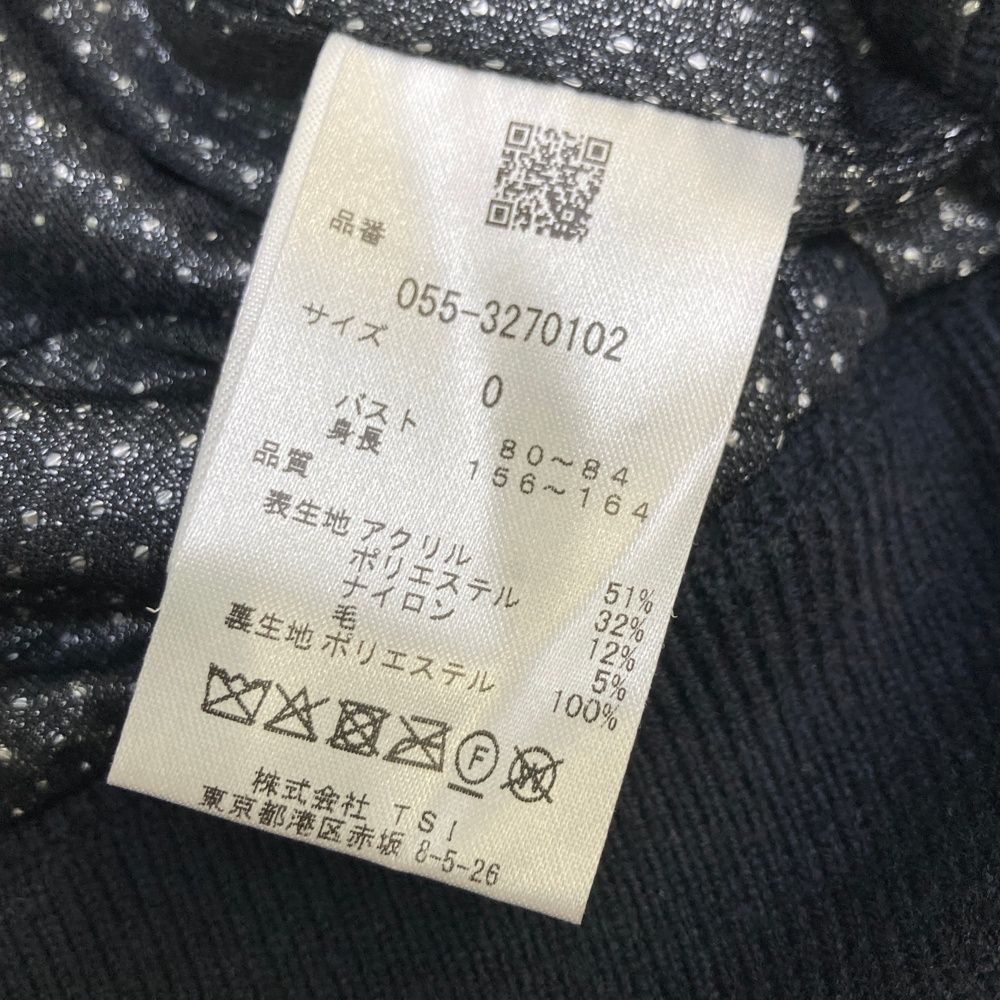 品番
055-3270102
サイズ
0
バスト 80～84
身長 156～164
品質
表生地 アクリル 51%
ポリエステル 32%
ナイロン 12%
毛 5%
裏生地 ポリエステル 100%
F W
株式会社 TSI
東京都港区赤坂 8-5-26